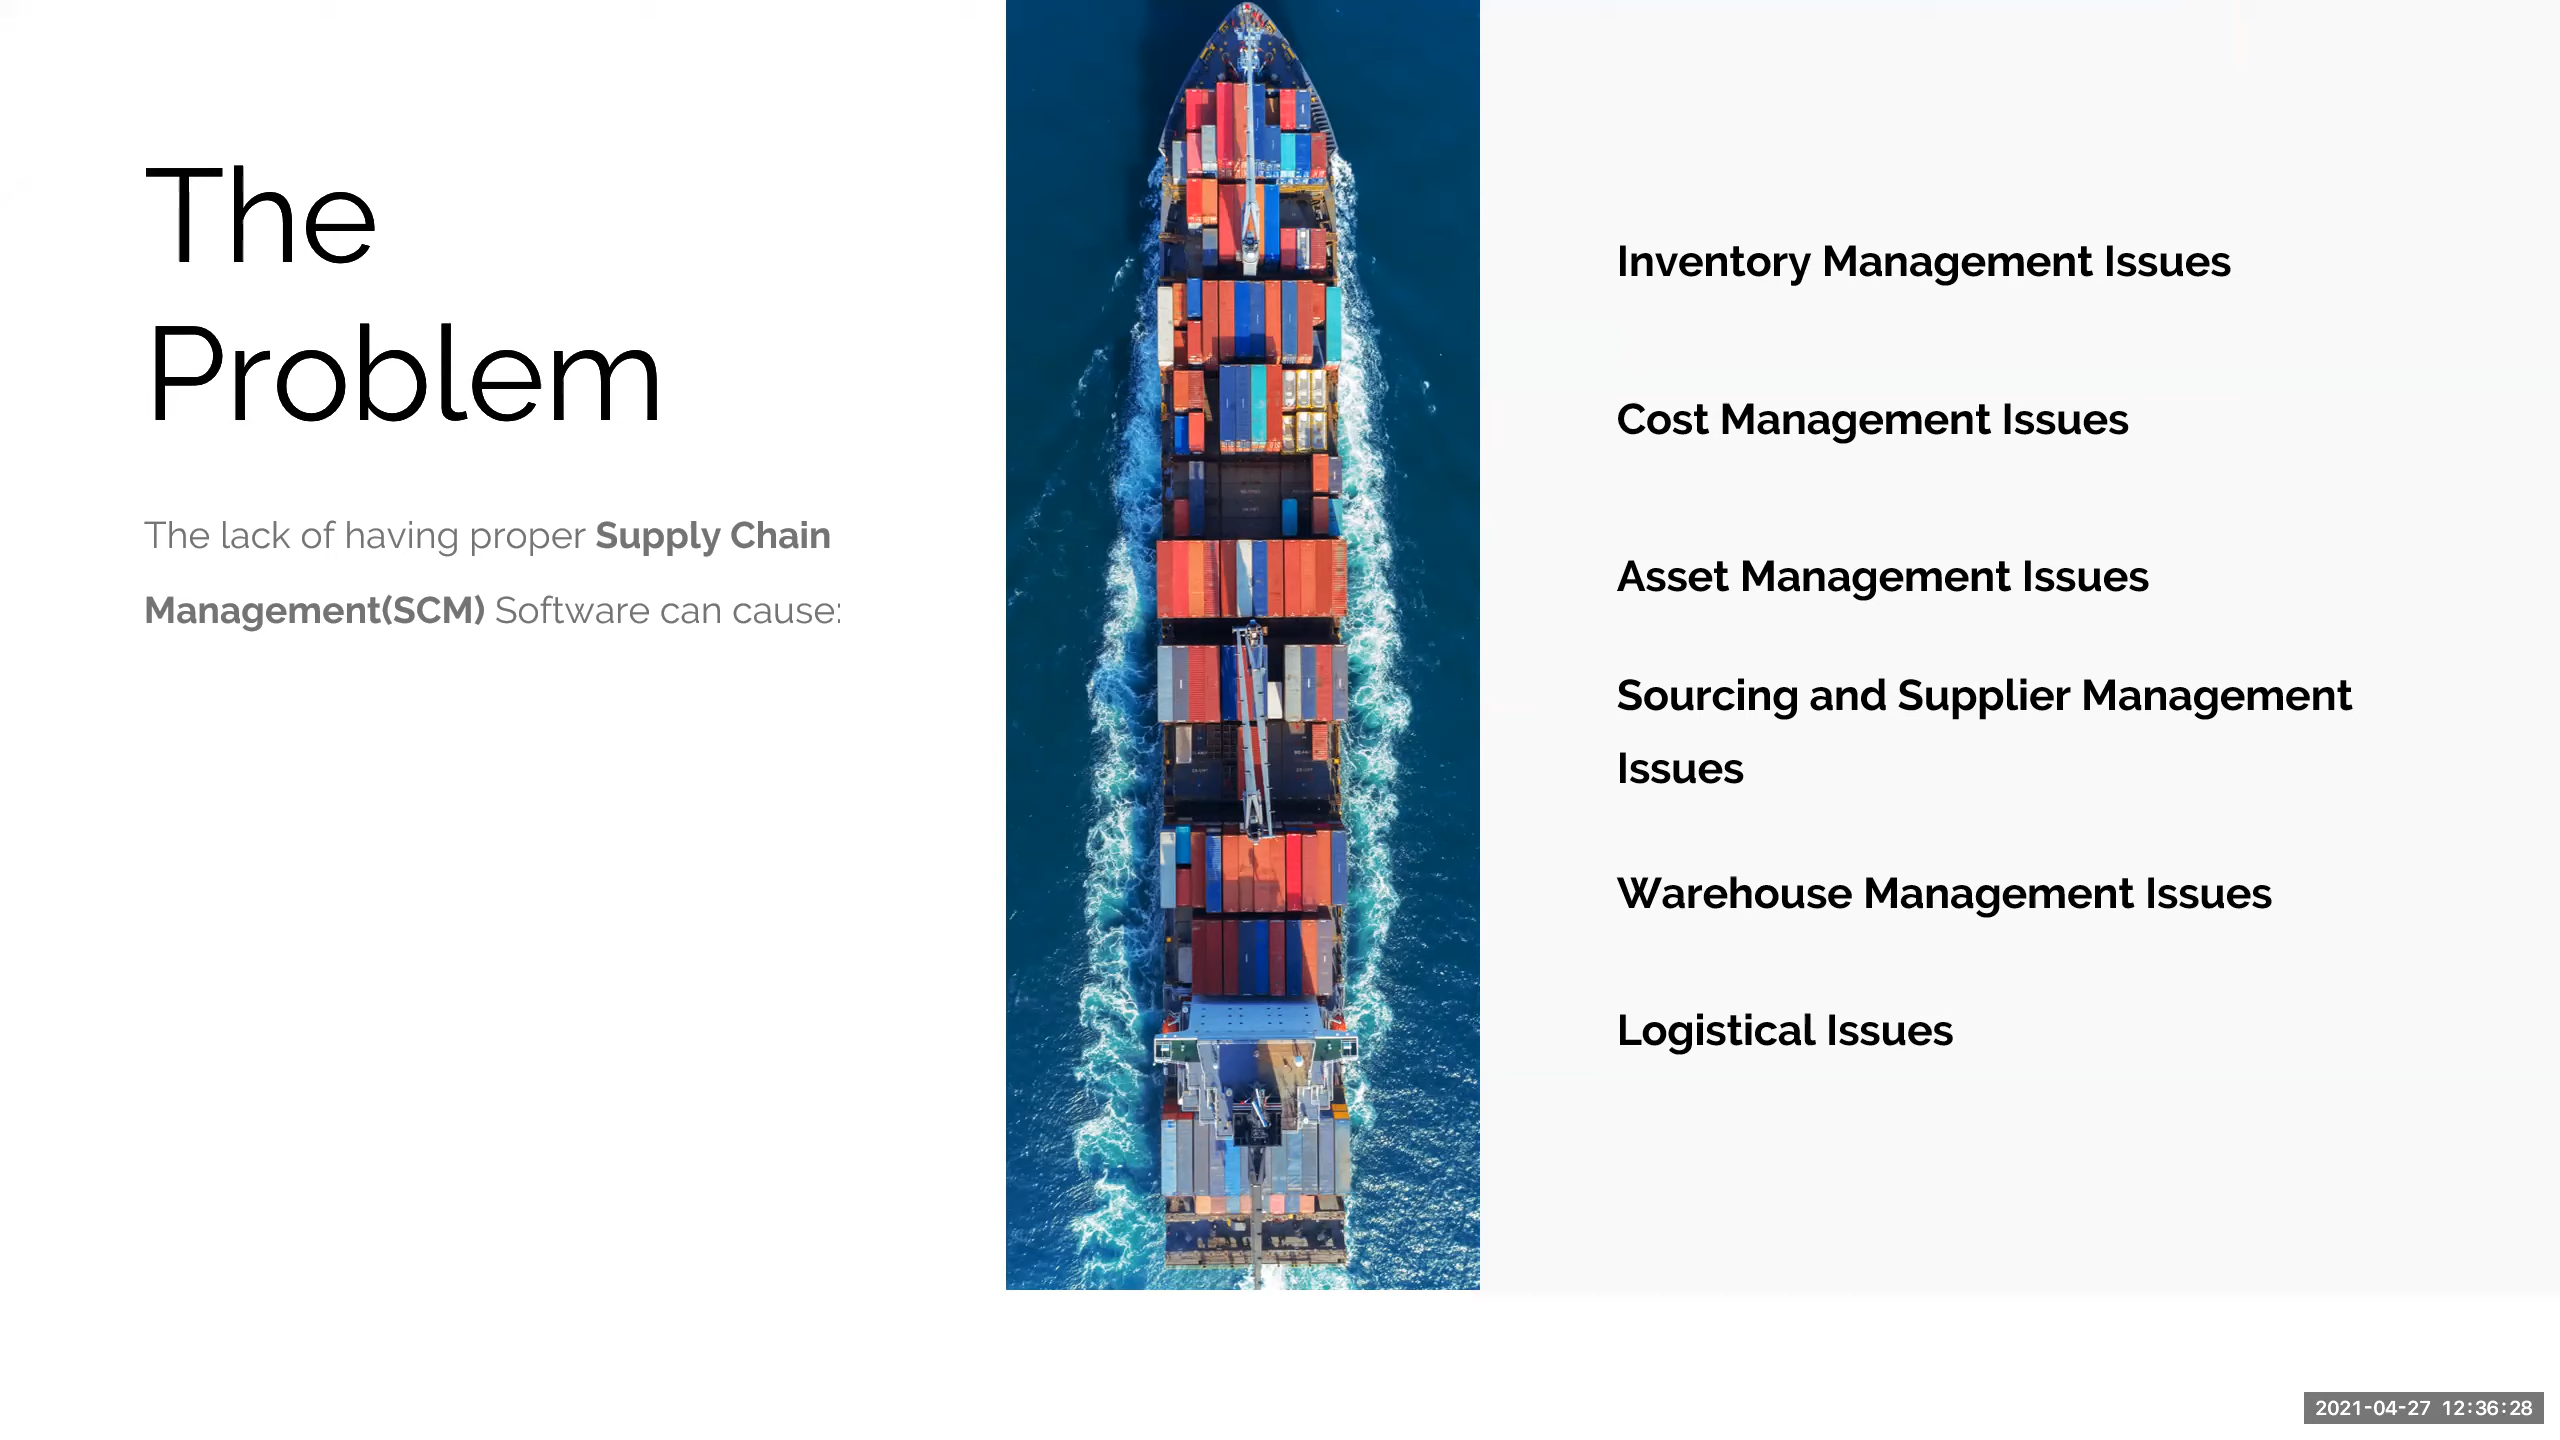 The
Problem
The lack of having proper Supply Chain
Management(SCM) Software can cause:
Inventory Management Issues
Cost Management Issues
Asset Management Issues
Sourcing and Supplier Management
Issues
Warehouse Management Issues
Logistical Issues
2021-04-27 12:36:28